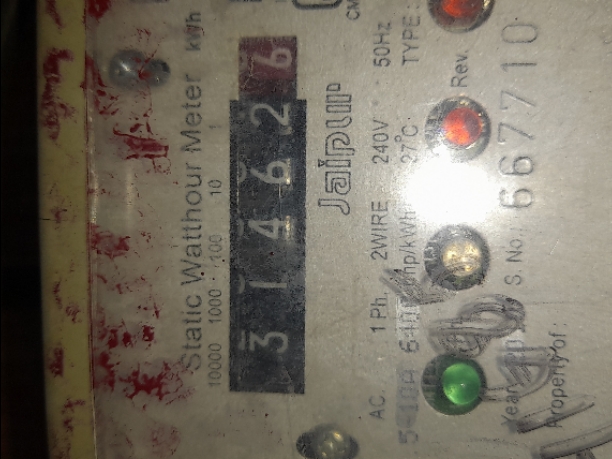 Static Watthour Meter kWh
10000 1000 100 10 1
3 1 4 6 2 6
Jaipur
AC. 1 Ph. 2WIRE 240V 50Hz
27°C TYPE:
Rev.
S. No. 667710
Property of: